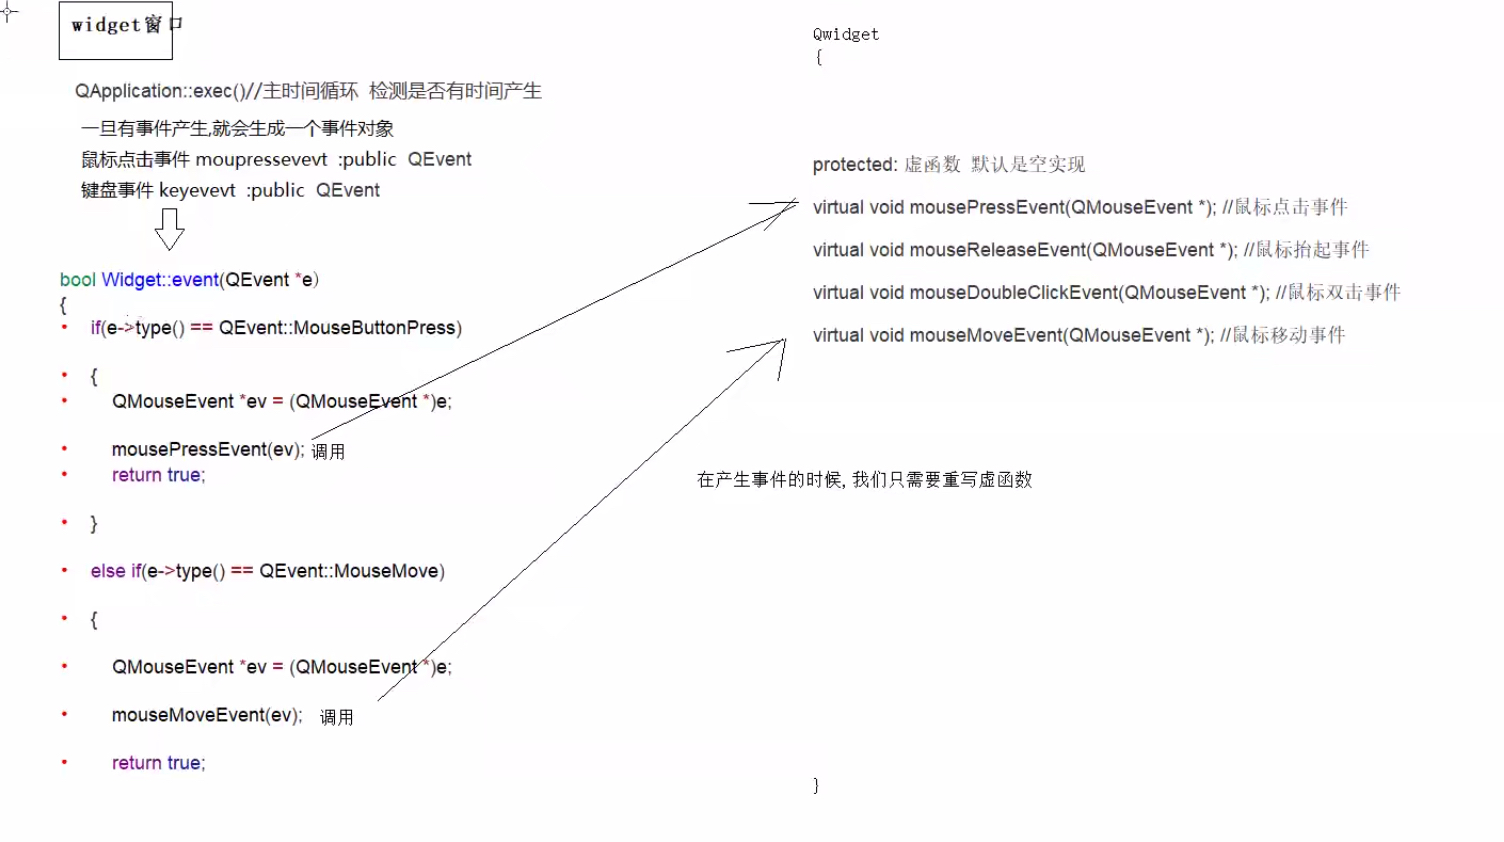 widget窗口
QApplication::exec()//主时间循环 检测是否有时间产生
一旦有事件产生,就会生成一个事件对象
鼠标点击事件 moupressevevt :public QEvent
键盘事件 keyevevt :public QEvent
bool Widget::event(QEvent *e)
{
if(e->type() == QEvent::MouseButtonPress)
{
QMouseEvent *ev = (QMouseEvent *)e;
mousePressEvent(ev); 调用
return true;
}
else if(e->type() == QEvent::MouseMove)
{
QMouseEvent *ev = (QMouseEvent *)e;
mouseMoveEvent(ev); 调用
return true;
Qwidget
{
protected: 虚函数 默认是空实现
virtual void mousePressEvent(QMouseEvent *); //鼠标点击事件
virtual void mouseReleaseEvent(QMouseEvent *); //鼠标抬起事件
virtual void mouseDoubleClickEvent(QMouseEvent *); //鼠标双击事件
virtual void mouseMoveEvent(QMouseEvent *); //鼠标移动事件
在产生事件的时候,我们只需要重写虚函数
}